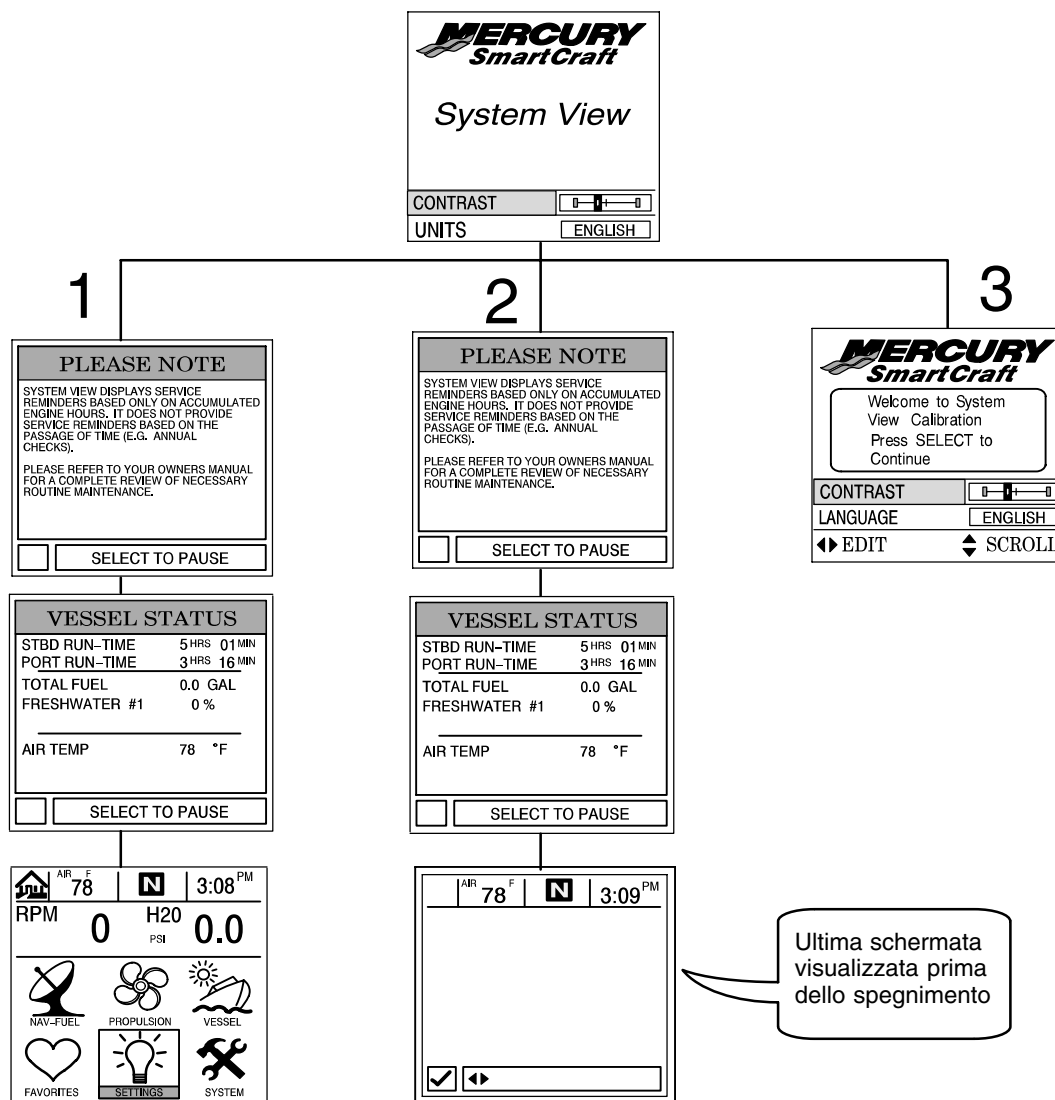 MERCURY
SmartCraft
System View
CONTRAST
UNITS ENGLISH
1
PLEASE NOTE
SYSTEM VIEW DISPLAYS SERVICE
REMINDERS BASED ONLY ON ACCUMULATED
ENGINE HOURS. IT DOES NOT PROVIDE
SERVICE REMINDERS BASED ON THE
PASSAGE OF TIME (E.G. ANNUAL
CHECKS).
PLEASE REFER TO YOUR OWNERS MANUAL
FOR A COMPLETE REVIEW OF NECESSARY
ROUTINE MAINTENANCE.
SELECT TO PAUSE
VESSEL STATUS
STBD RUN–TIME 5 HRS 01 MIN
PORT RUN–TIME 3 HRS 16 MIN
TOTAL FUEL 0.0 GAL
FRESHWATER #1 0 %
AIR TEMP 78 °F
SELECT TO PAUSE
AIR 78 F N 3:08 PM
RPM 0 H20 PSI 0.0
NAV–FUEL PROPULSION VESSEL
FAVORITES SETTINGS SYSTEM
2
PLEASE NOTE
SYSTEM VIEW DISPLAYS SERVICE
REMINDERS BASED ONLY ON ACCUMULATED
ENGINE HOURS. IT DOES NOT PROVIDE
SERVICE REMINDERS BASED ON THE
PASSAGE OF TIME (E.G. ANNUAL
CHECKS).
PLEASE REFER TO YOUR OWNERS MANUAL
FOR A COMPLETE REVIEW OF NECESSARY
ROUTINE MAINTENANCE.
SELECT TO PAUSE
VESSEL STATUS
STBD RUN–TIME 5 HRS 01 MIN
PORT RUN–TIME 3 HRS 16 MIN
TOTAL FUEL 0.0 GAL
FRESHWATER #1 0 %
AIR TEMP 78 °F
SELECT TO PAUSE
AIR 78 F N 3:09 PM
Ultima schermata
visualizzata prima
dello spegnimento
3
MERCURY
SmartCraft
Welcome to System
View Calibration
Press SELECT to
Continue
CONTRAST
LANGUAGE ENGLISH
EDIT SCROLL